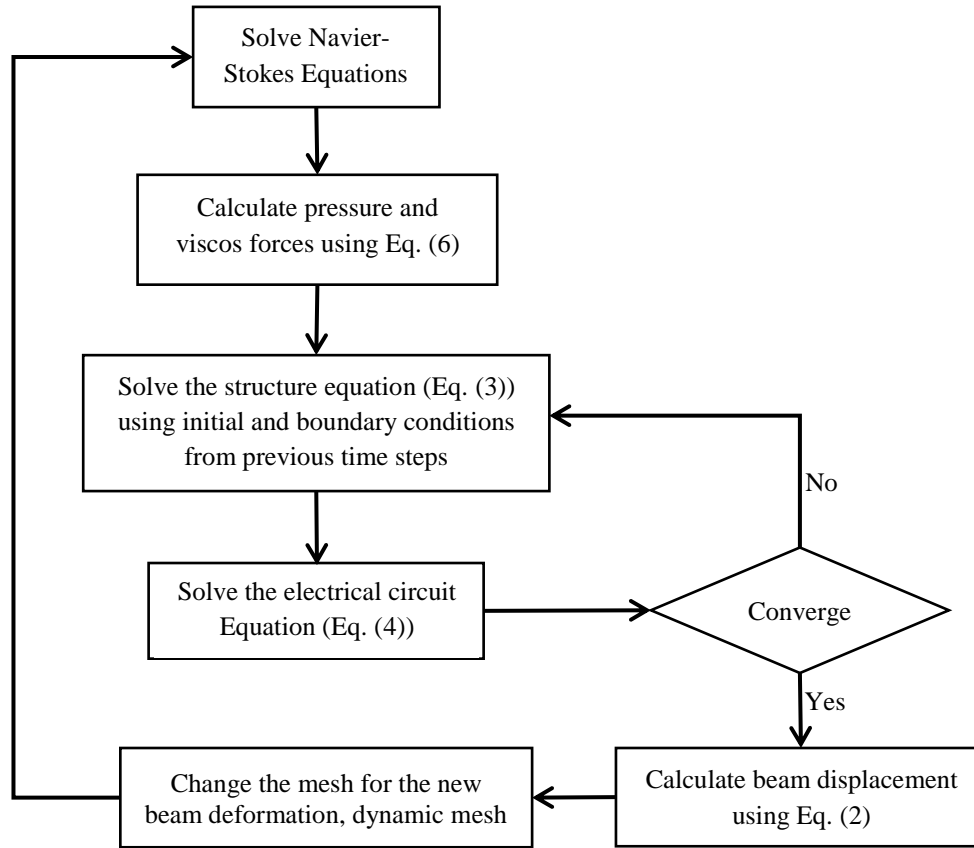 Solve Navier-
Stokes Equations
Calculate pressure and
viscos forces using Eq. (6)
Solve the structure equation (Eq. (3))
using initial and boundary conditions
from previous time steps
No
Solve the electrical circuit
Equation (Eq. (4))
Converge
Yes
Calculate beam displacement
using Eq. (2)
Change the mesh for the new
beam deformation, dynamic mesh